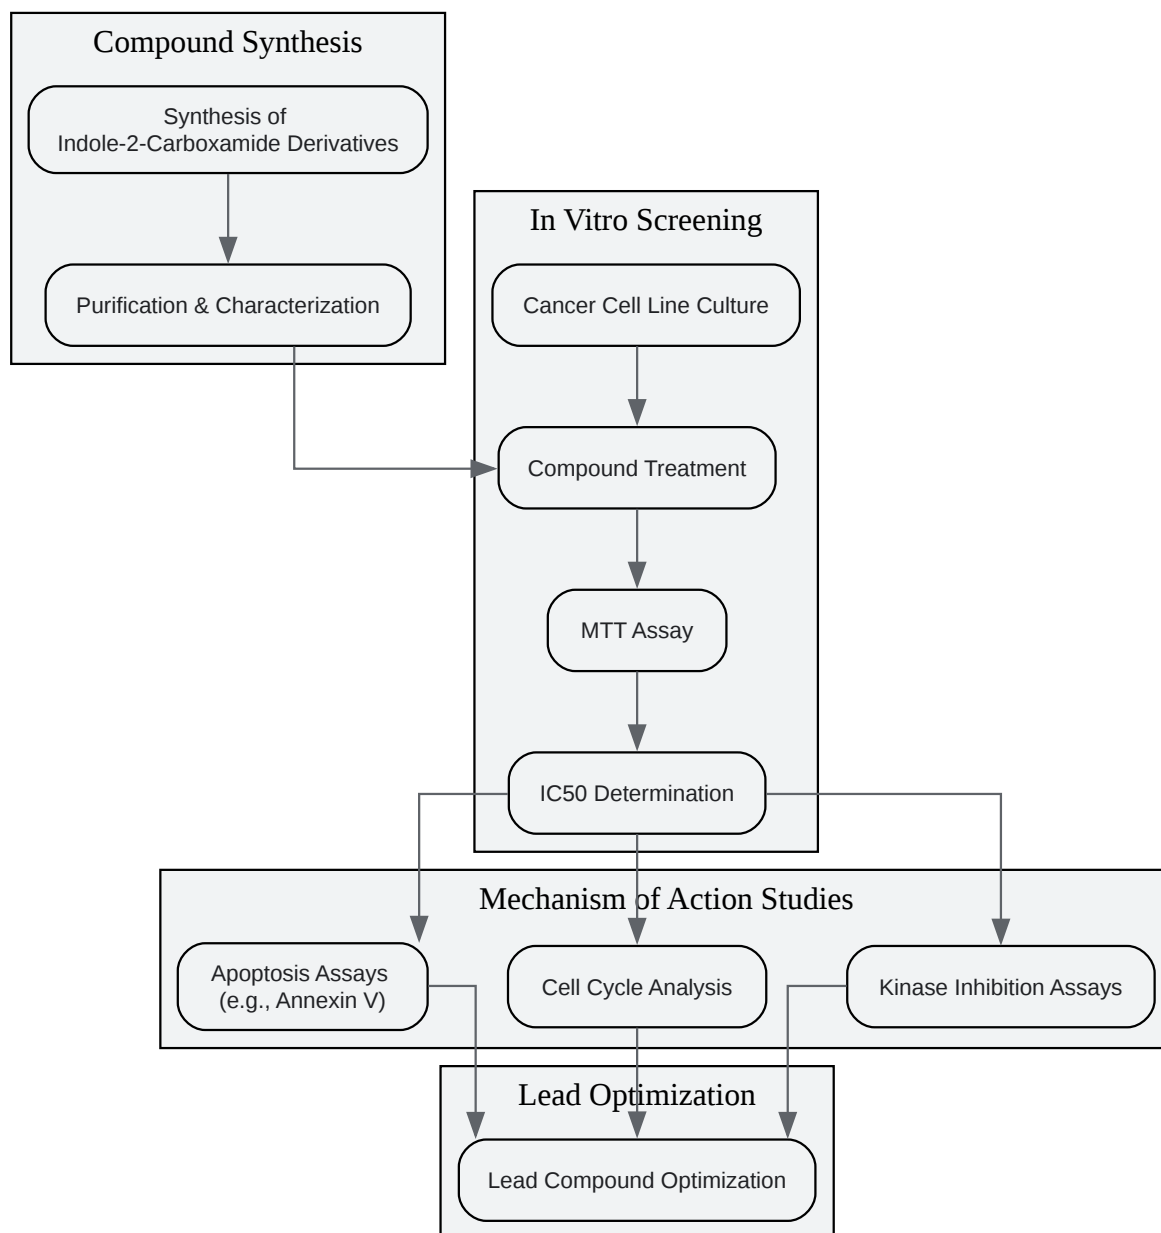 Compound Synthesis
Synthesis of
Indole-2-Carboxamide Derivatives
Purification & Characterization
In Vitro Screening
Cancer Cell Line Culture
Compound Treatment
MTT Assay
IC50 Determination
Mechanism of Action Studies
Apoptosis Assays
(e.g., Annexin V)
Cell Cycle Analysis
Kinase Inhibition Assays
Lead Optimization
Lead Compound Optimization